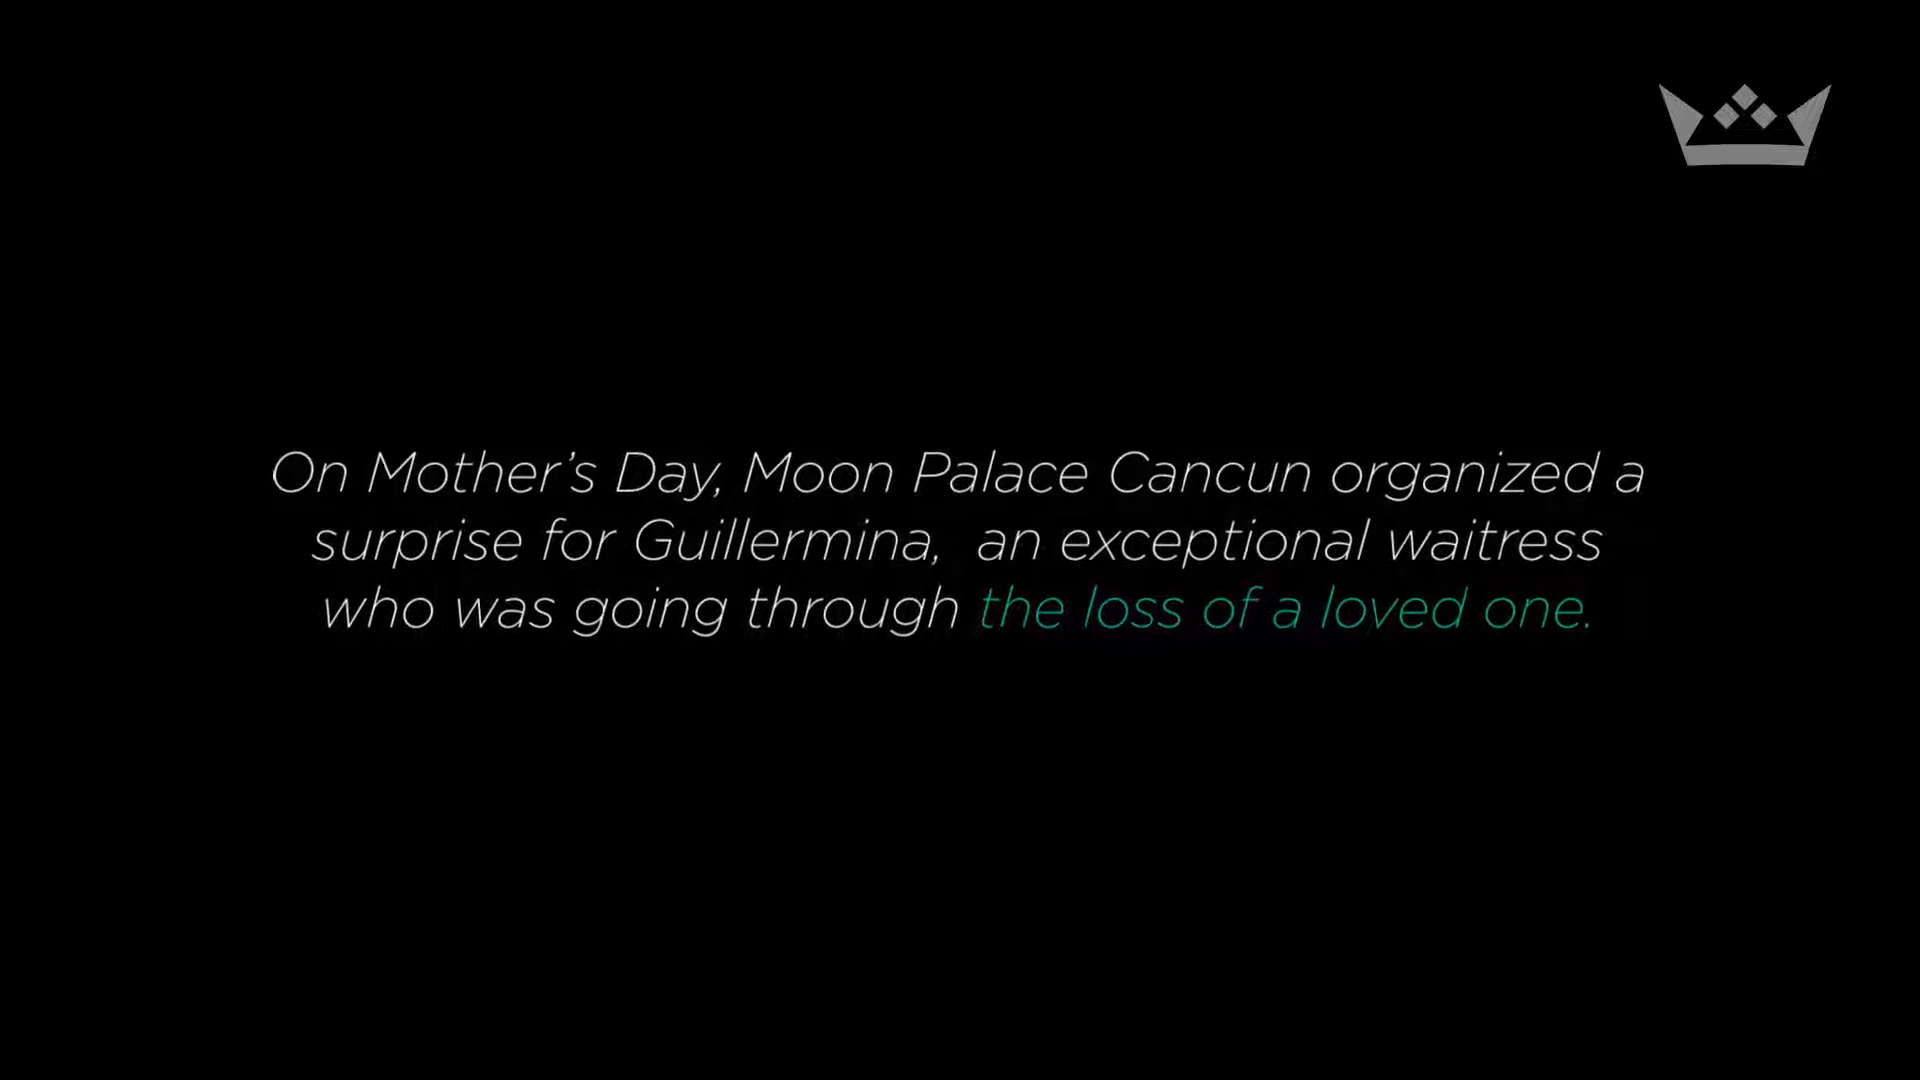 On Mother’s Day, Moon Palace Cancun organized a
surprise for Guillermina,  an exceptional waitress
who was going through the loss of a loved one.